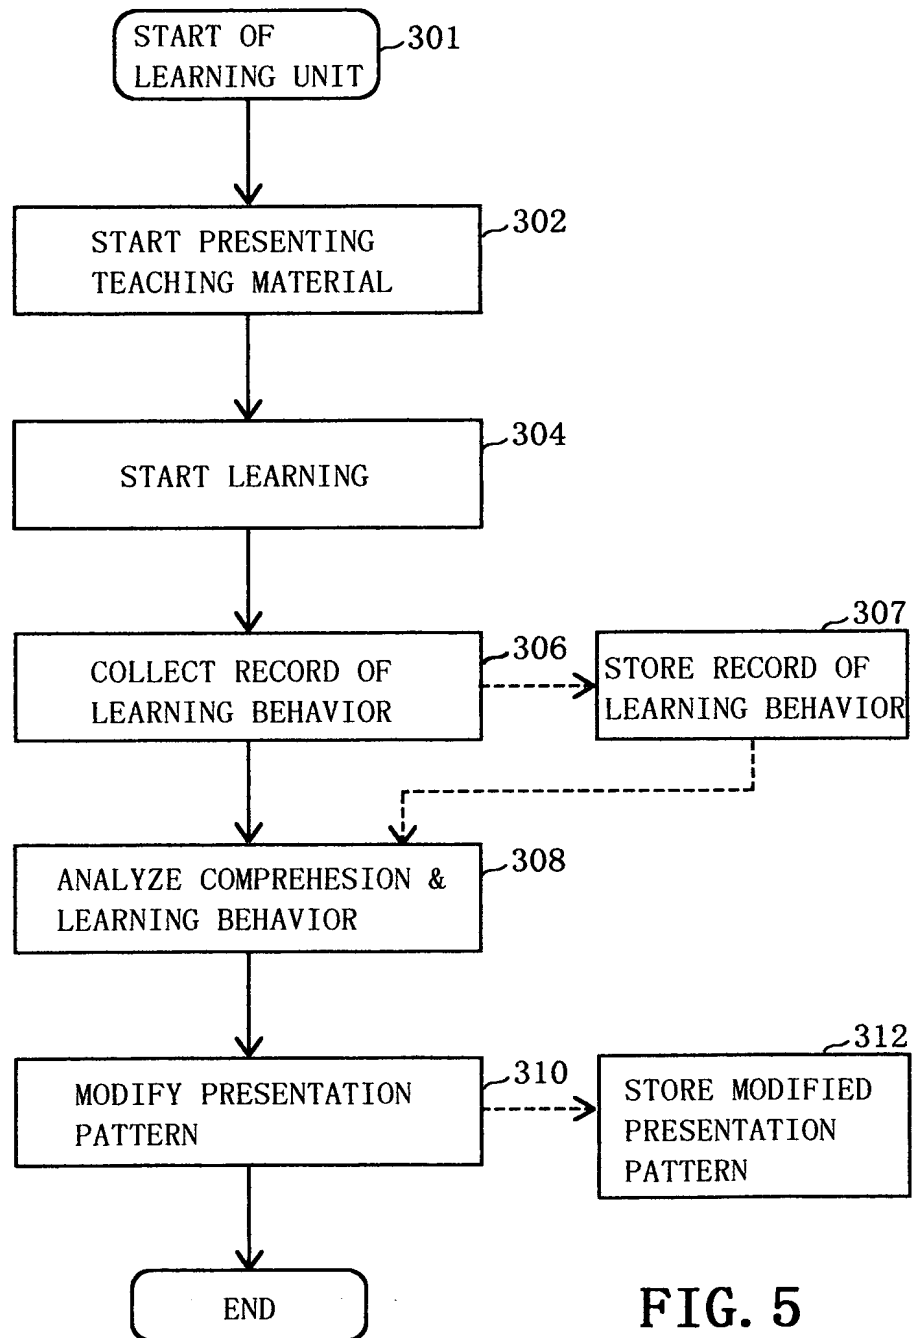 START OF
LEARNING UNIT
301
START PRESENTING
TEACHING MATERIAL
302
START LEARNING
304
COLLECT RECORD OF
LEARNING BEHAVIOR
306
STORE RECORD OF
LEARNING BEHAVIOR
307
ANALYZE COMPREHESION &
LEARNING BEHAVIOR
308
MODIFY PRESENTATION
PATTERN
310
STORE MODIFIED
PRESENTATION
PATTERN
312
END
FIG. 5